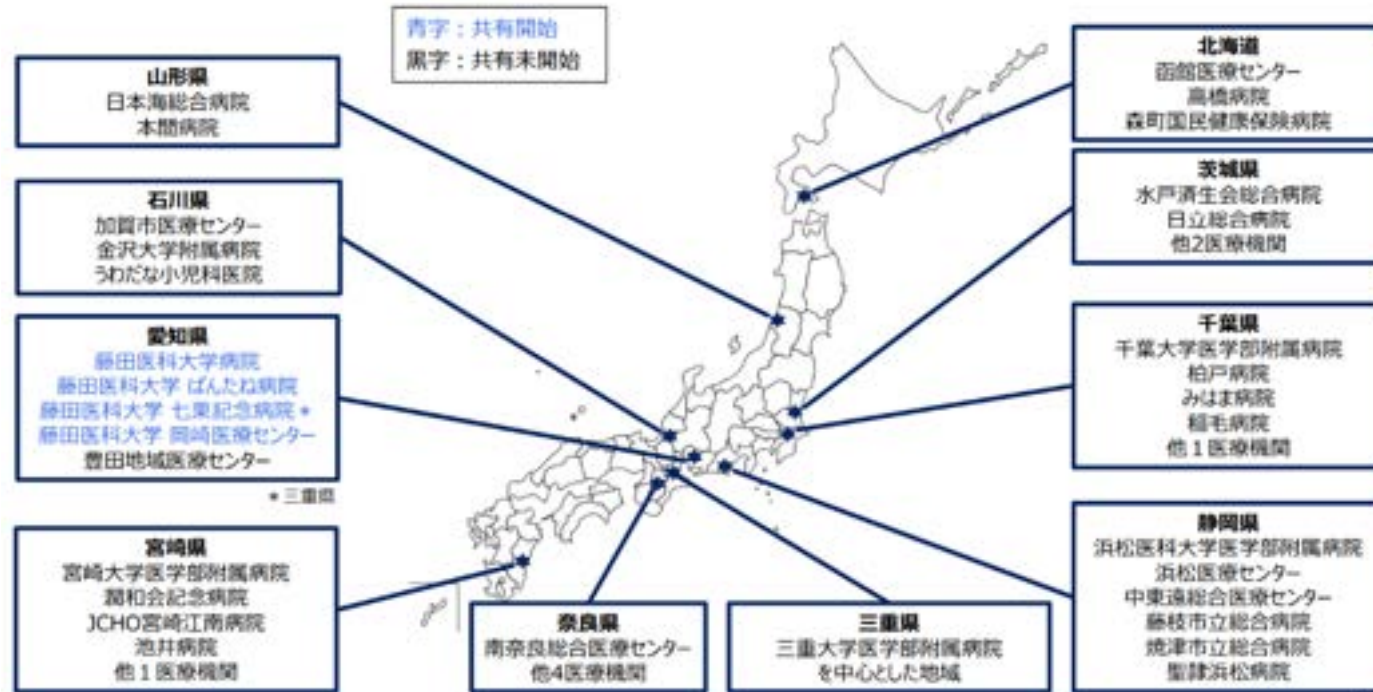 青字：共有開始
黒字：共有未開始
山形県
日本海総合病院
本間病院
石川県
加賀市医療センター
金沢大学附属病院
うわだな小児科医院
愛知県
藤田医科大学病院
藤田医科大学 ばんたね病院
藤田医科大学 七栗記念病院*
藤田医科大学 岡崎医療センター
豊田地域医療センター
*三重県
宮崎県
宮崎大学医学部附属病院
潤和会記念病院
JCHO宮崎江南病院
池井病院
他１医療機関
奈良県
南奈良総合医療センター
他4医療機関
三重県
三重大学医学部附属病院
を中心とした地域
北海道
函館医療センター
高橋病院
森町国民健康保険病院
茨城県
水戸済生会総合病院
日立総合病院
他2医療機関
千葉県
千葉大学医学部附属病院
柏戸病院
みはま病院
稲毛病院
他１医療機関
静岡県
浜松医科大学医学部附属病院
浜松医療センター
中東遠総合医療センター
藤枝市立総合病院
焼津市立総合病院
聖隷浜松病院